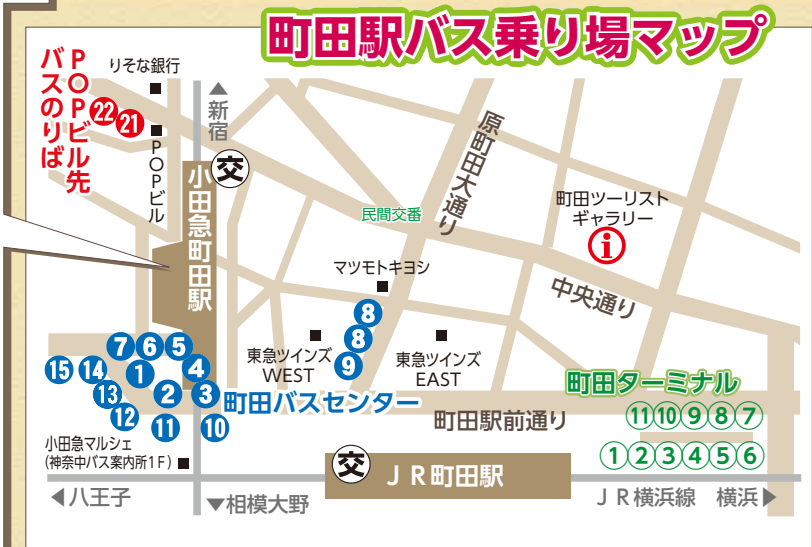 町田駅バス乗り場マップ
POPビル先
バスのりば
22 21
りそな銀行
POPビル
▲新宿
交
小田急町田駅
原町田大通り
民間交番
町田ツーリスト
ギャラリー
i
中央通り
マツモトキヨシ
8
8
9
東急ツインズ
WEST
東急ツインズ
EAST
7 6 5
15 14 1 4
13 2 3
12 11 10
町田バスセンター
町田ターミナル
町田駅前通り
11 10 9 8 7
1 2 3 4 5 6
小田急マルシェ
(神奈中バス案内所1F)
交
JR町田駅
◀八王子
▼相模大野
JR横浜線 横浜▶